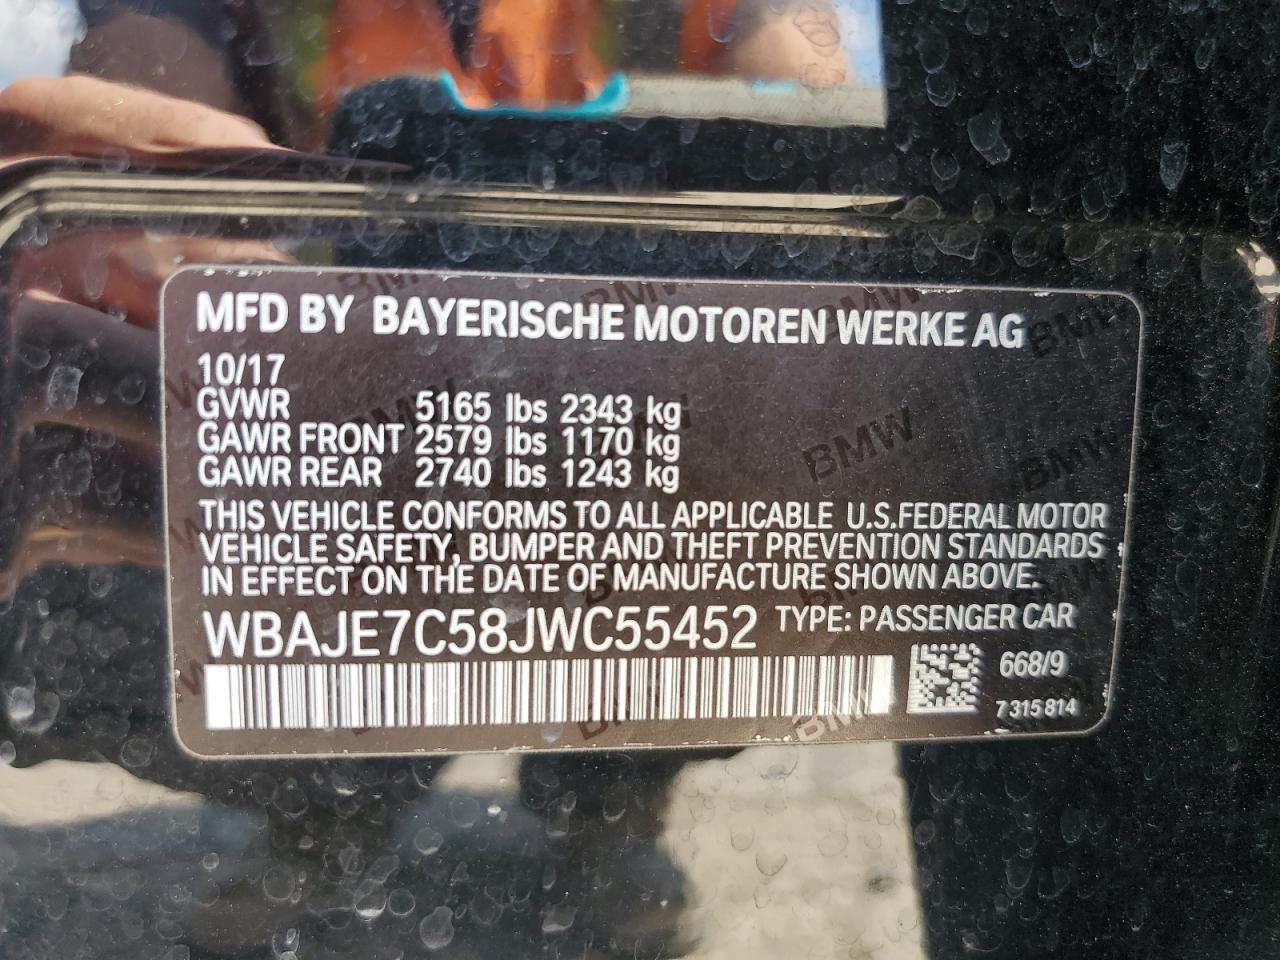 MFD BY BAYERISCHE MOTOREN WERKE AG
10/17
GVWR 5165 lbs 2343 kg
GAWR FRONT 2579 lbs 1170 kg
GAWR REAR 2740 lbs 1243 kg
THIS VEHICLE CONFORMS TO ALL APPLICABLE U.S.FEDERAL MOTOR
VEHICLE SAFETY, BUMPER AND THEFT PREVENTION STANDARDS
IN EFFECT ON THE DATE OF MANUFACTURE SHOWN ABOVE.
WBAJE7C58JWC55452 TYPE: PASSENGER CAR
668/9
7 315 814